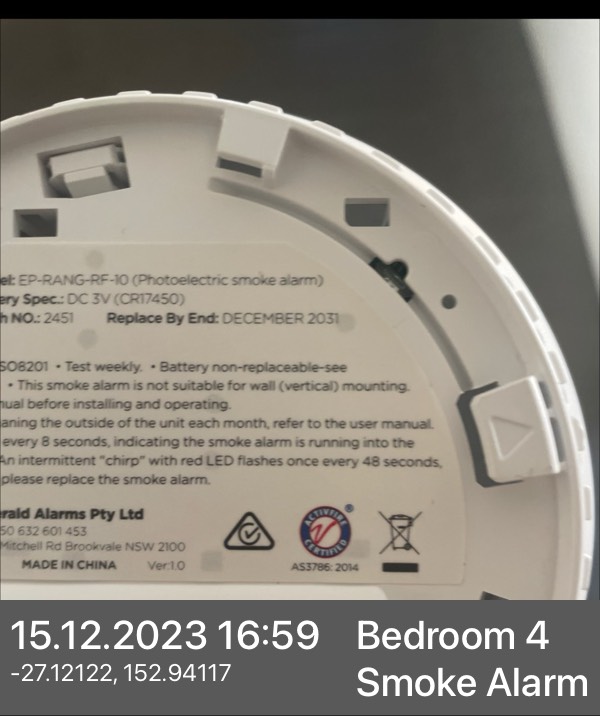 el: EP-RANG-RF-10 (Photoelectric smoke alarm)
ery Spec.: DC 3V (CR17450)
h NO.: 2451 Replace By End: DECEMBER 2031
SO8201 • Test weekly. • Battery non-replaceable-see
• This smoke alarm is not suitable for wall (vertical) mounting.
nual before installing and operating.
aning the outside of the unit each month, refer to the user manual.
every 8 seconds, indicating the smoke alarm is running into the
An intermittent "chirp" with red LED flashes once every 48 seconds,
please replace the smoke alarm.
rald Alarms Pty Ltd
50 632 601 453
Mitchell Rd Brookvale NSW 2100
MADE IN CHINA Ver:1.0
ACTIVFIRE
CERTIFIED
®
AS3786: 2014
15.12.2023 16:59
-27.12122, 152.94117
Bedroom 4
Smoke Alarm